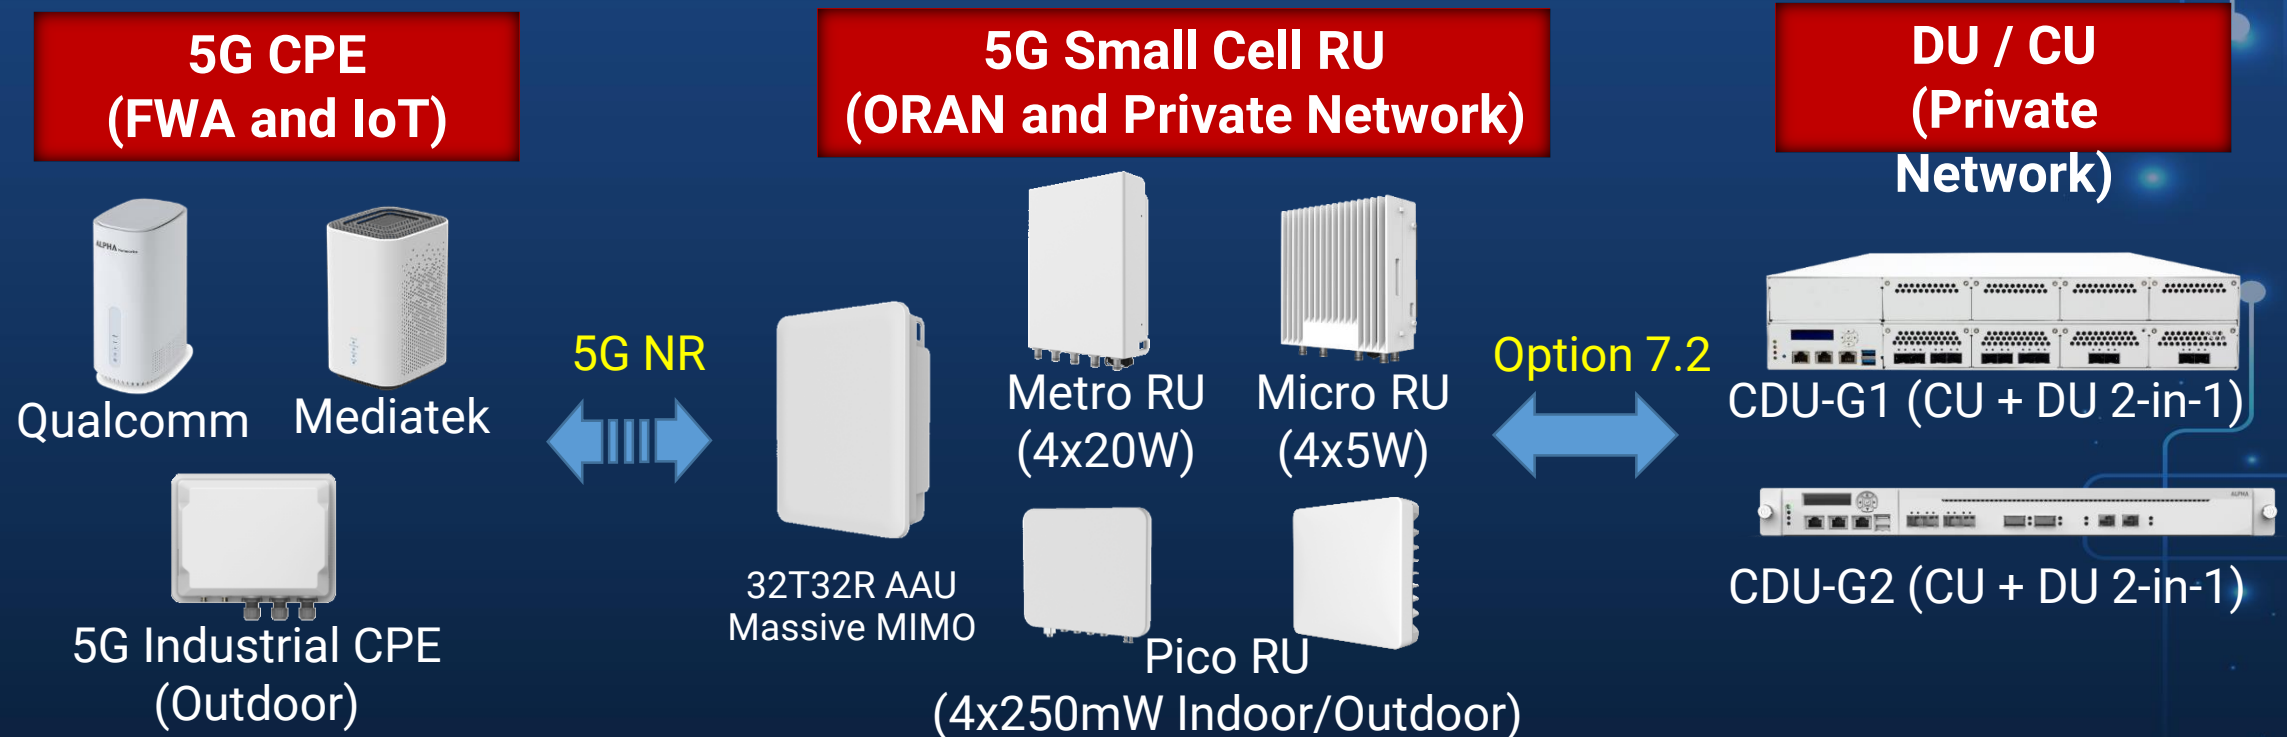 5G CPE
(FWA and IoT)
5G Small Cell RU
(ORAN and Private Network)
DU / CU
(Private
Network)
ALPHA
Qualcomm
Mediatek
5G Industrial CPE
(Outdoor)
5G NR
32T32R AAU
Massive MIMO
Metro RU
(4x20W)
Micro RU
(4x5W)
Pico RU
(4x250mW Indoor/Outdoor)
Option 7.2
CDU-G1 (CU + DU 2-in-1)
ALPHA
CDU-G2 (CU + DU 2-in-1)